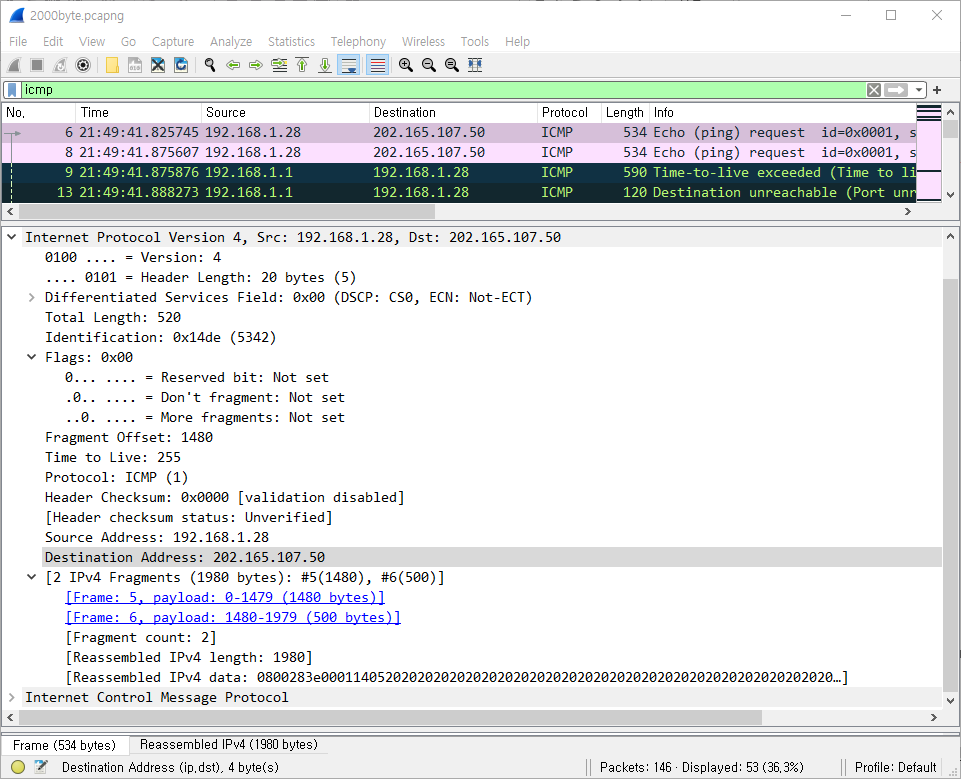 2000byte.pcapng
File Edit View Go Capture Analyze Statistics Telephony Wireless Tools Help
icmp
No. Time Source Destination Protocol Length Info
6 21:49:41.825745 192.168.1.28 202.165.107.50 ICMP 534 Echo (ping) request id=0x0001, s
8 21:49:41.875607 192.168.1.28 202.165.107.50 ICMP 534 Echo (ping) request id=0x0001, s
9 21:49:41.875876 192.168.1.1 192.168.1.28 ICMP 590 Time-to-live exceeded (Time to li
13 21:49:41.888273 192.168.1.1 192.168.1.28 ICMP 120 Destination unreachable (Port unr
Internet Protocol Version 4, Src: 192.168.1.28, Dst: 202.165.107.50
0100 .... = Version: 4
.... 0101 = Header Length: 20 bytes (5)
Differentiated Services Field: 0x00 (DSCP: CS0, ECN: Not-ECT)
Total Length: 520
Identification: 0x14de (5342)
Flags: 0x00
0... .... = Reserved bit: Not set
.0.. .... = Don't fragment: Not set
..0. .... = More fragments: Not set
Fragment Offset: 1480
Time to Live: 255
Protocol: ICMP (1)
Header Checksum: 0x0000 [validation disabled]
[Header checksum status: Unverified]
Source Address: 192.168.1.28
Destination Address: 202.165.107.50
[2 IPv4 Fragments (1980 bytes): #5(1480), #6(500)]
[Frame: 5, payload: 0-1479 (1480 bytes)]
[Frame: 6, payload: 1480-1979 (500 bytes)]
[Fragment count: 2]
[Reassembled IPv4 length: 1980]
[Reassembled IPv4 data: 0800283e000114052020202020202020202020202020202020202020202020202020202020…]
Internet Control Message Protocol
Frame (534 bytes) Reassembled IPv4 (1980 bytes)
Destination Address (ip,dst), 4 byte(s) Packets: 146 · Displayed: 53 (36,3%) Profile: Default